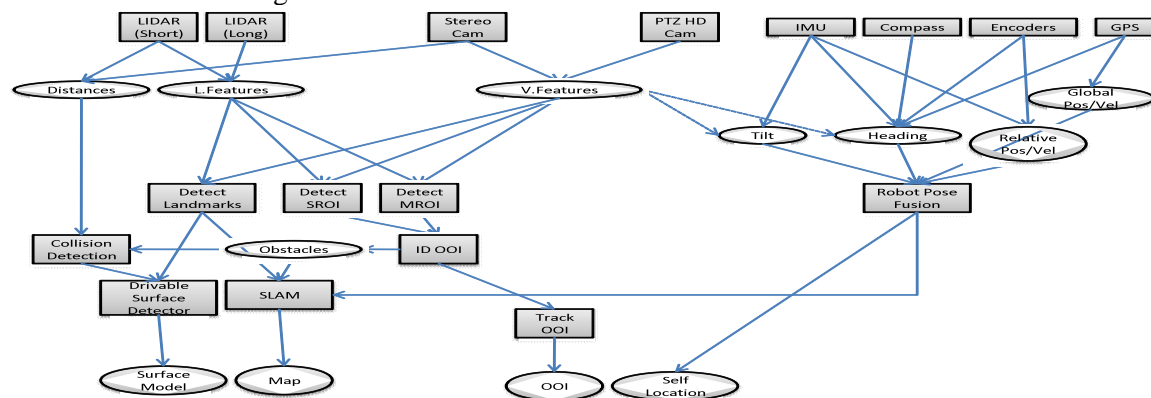 LIDAR
(Short)
LIDAR
(Long)
Stereo
Cam
PTZ HD
Cam
IMU
Compass
Encoders
GPS
Distances
L.Features
V.Features
Global
Pos/Vel
Tilt
Heading
Relative
Pos/Vel
Detect
Landmarks
Detect
SROI
Detect
MROI
Robot Pose
Fusion
Collision
Detection
Obstacles
ID OOI
Drivable
Surface
Detector
SLAM
Track
OOI
Surface
Model
Map
OOI
Self
Location